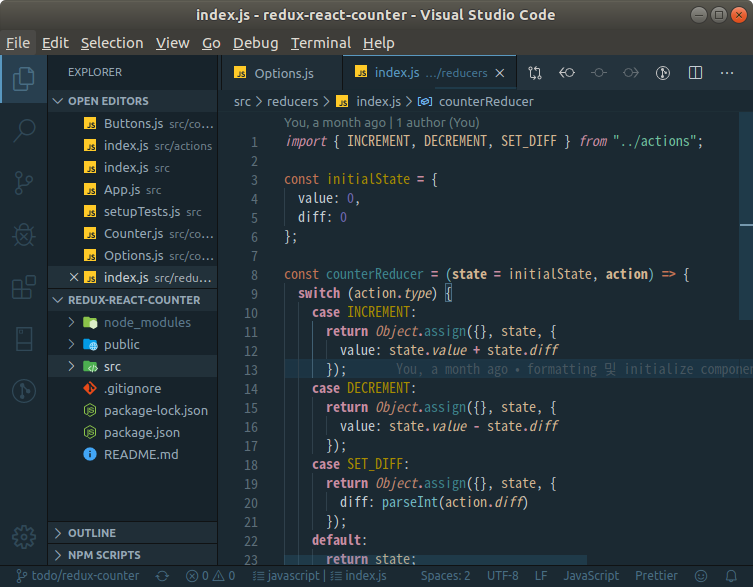 index.js - redux-react-counter - Visual Studio Code
File Edit Selection View Go Debug Terminal Help
EXPLORER
OPEN EDITORS
Buttons.js src/co...
index.js src/actions
index.js src
App.js src
setupTests.js src
Counter.js src/co...
Options.js src/co...
index.js src/redu...
REDUX-REACT-COUNTER
node_modules
public
src
.gitignore
package-lock.json
package.json
README.md
OUTLINE
NPM SCRIPTS
Options.js
index.js .../reducers
src > reducers > index.js > counterReducer
You, a month ago | 1 author (You)
1 import { INCREMENT, DECREMENT, SET_DIFF } from "../actions";
2
3 const initialState = {
4 value: 0,
5 diff: 0
6 };
7
8 const counterReducer = (state = initialState, action) => {
9 switch (action.type) {
10 case INCREMENT:
11 return Object.assign({}, state, {
12 value: state.value + state.diff
13 }); You, a month ago • formatting 및 initialize componen
14 case DECREMENT:
15 return Object.assign({}, state, {
16 value: state.value - state.diff
17 });
18 case SET_DIFF:
19 return Object.assign({}, state, {
20 diff: parseInt(action.diff)
21 });
22 default:
23 return state;
todo/redux-counter 0 0 javascript | index.js Spaces: 2 UTF-8 LF JavaScript Prettier